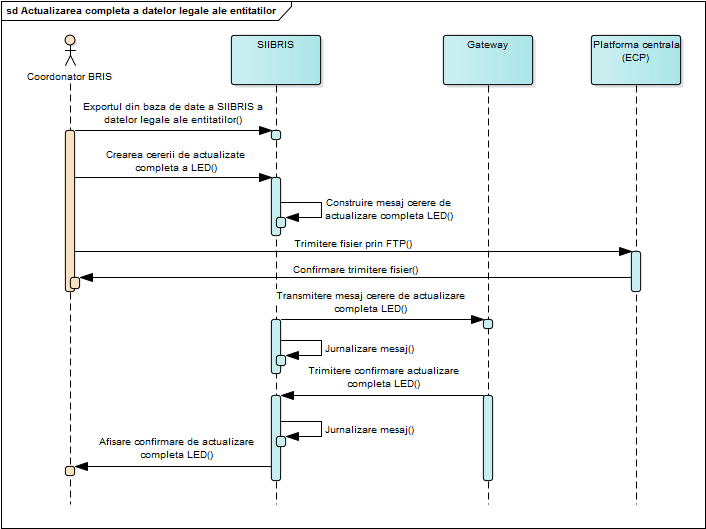 sd Actualizarea completa a datelor legale ale entitatilor
Coordonator BRIS
SIIBRIS
Gateway
Platforma centrala
(ECP)
Exportul din baza de date a SIIBRIS a
datelor legale ale entitatilor()
Crearea cererii de actualizate
completa a LED()
Construire mesaj cerere de
actualizare completa LED()
Trimitere fisier prin FTP()
Confirmare trimitere fisier()
Transmitere mesaj cerere de actualizare
completa LED()
Jurnalizare mesaj()
Trimitere confirmare actualizare
completa LED()
Jurnalizare mesaj()
Afisare confirmare de actualizare
completa LED()